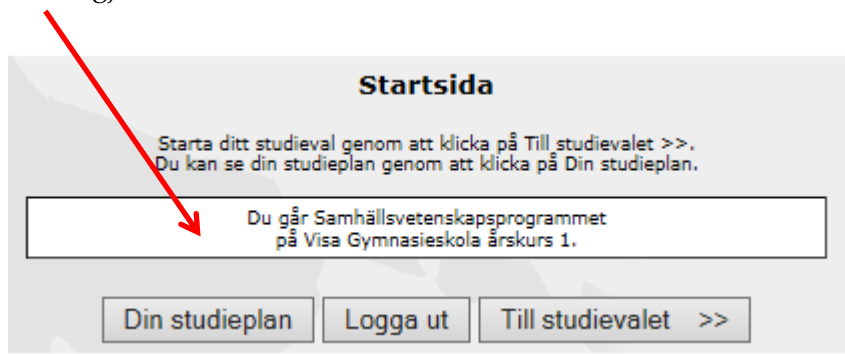 Startsida
Starta ditt studieval genom att klicka på Till studievalet >>.
Du kan se din studieplan genom att klicka på Din studieplan.
Du går Samhällsvetenskapsprogrammet
på Visa Gymnasieskola årskurs 1.
Din studieplan Logga ut Till studievalet >>